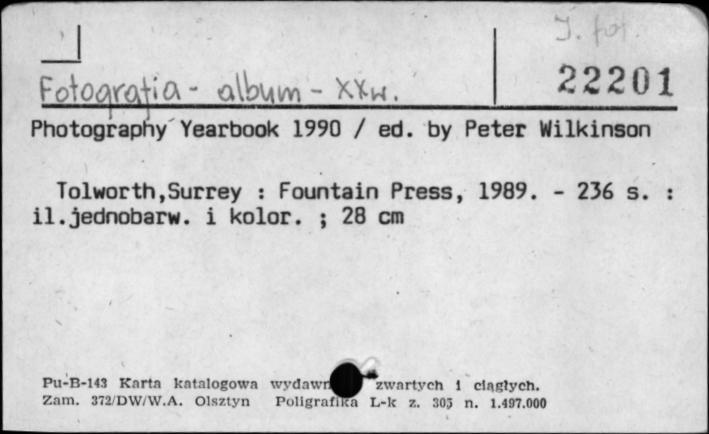 J. fot.
22201
Fotografia - album - XXw.
Photography Yearbook 1990 / ed. by Peter Wilkinson
Tolworth,Surrey : Fountain Press, 1989. - 236 s. :
il.jednobarw. i kolor. ; 28 cm
Pu-B-143 Karta katalogowa zwartych i ciągłych.
Zam. 372/DW/W.A. Olsztyn Poligrafika L-k z. 305 n. 1.497.000